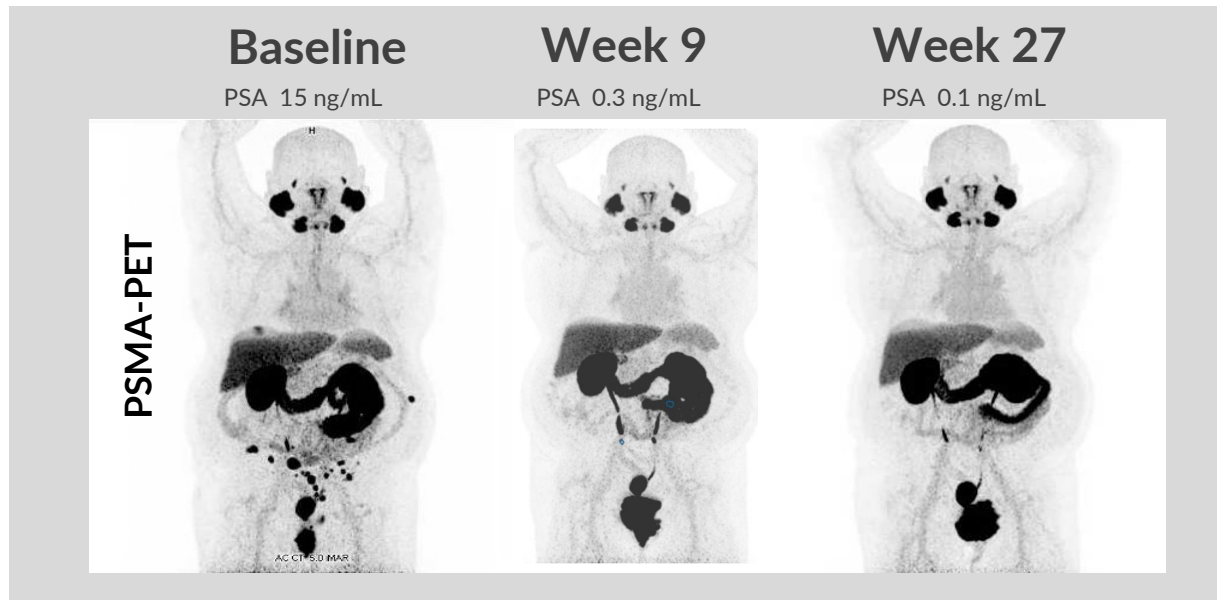 Baseline
Week 9
Week 27
PSA 15 ng/mL
PSA 0.3 ng/mL
PSA 0.1 ng/mL
H
PSMA-PET
AC CT 5.0 MAR